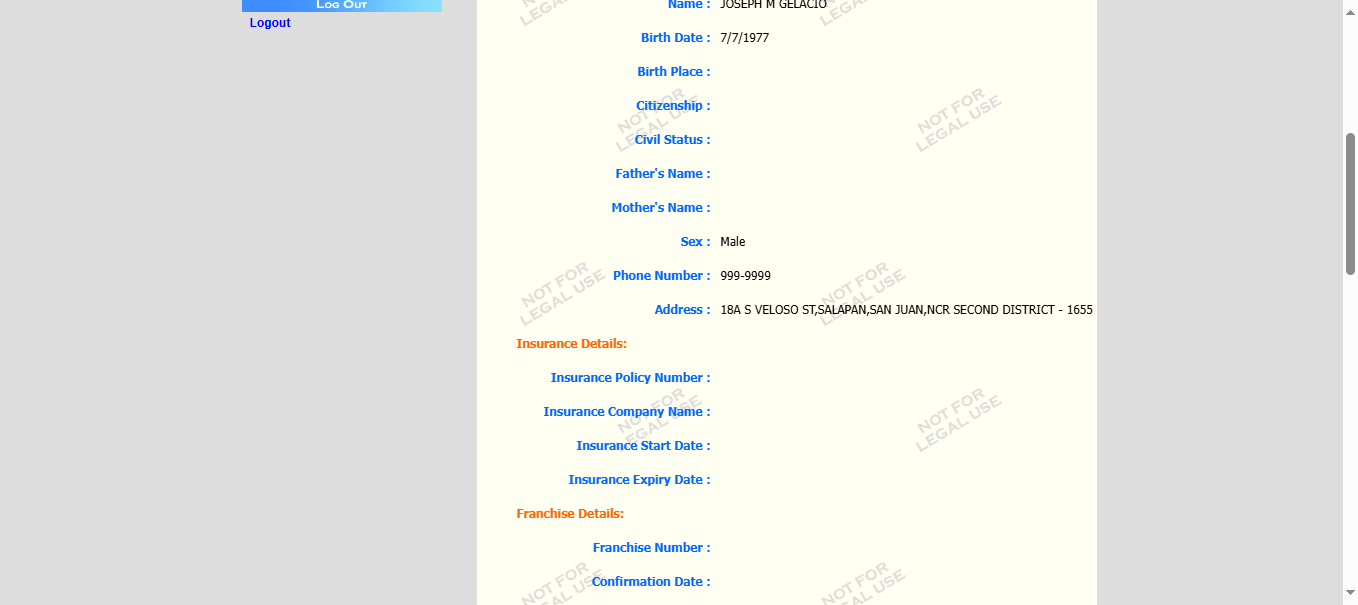 LOG OUT
Logout
Name : JOSEPH M GELACIO
Birth Date : 7/7/1977
Birth Place :
Citizenship :
Civil Status :
Father's Name :
Mother's Name :
Sex : Male
Phone Number : 999-9999
Address : 18A S VELOSO ST,SALAPAN,SAN JUAN,NCR SECOND DISTRICT - 1655
Insurance Details:
Insurance Policy Number :
Insurance Company Name :
Insurance Start Date :
Insurance Expiry Date :
Franchise Details:
Franchise Number :
Confirmation Date :
NOT FOR
LEGAL USE
NOT FOR
LEGAL USE
NOT FOR
LEGAL USE
NOT FOR
LEGAL USE
NOT FOR
LEGAL USE
NOT FOR
LEGAL USE
NOT FOR
LEGAL USE
NOT FOR
LEGAL USE
NOT FOR
LEGAL USE
NOT FOR
LEGAL USE